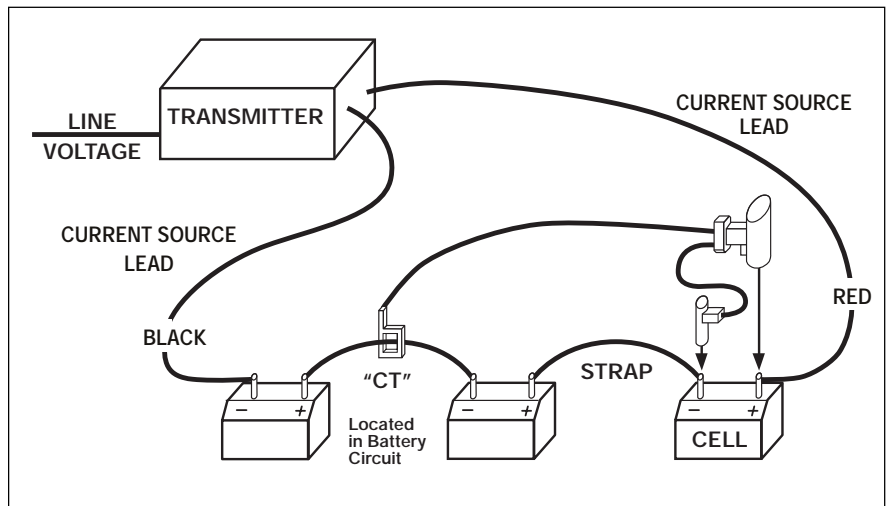 TRANSMITTER
LINE
VOLTAGE
CURRENT SOURCE
LEAD
CURRENT SOURCE
LEAD
RED
BLACK
"CT"
STRAP
Located
in Battery
Circuit
− +
− +
− +
CELL